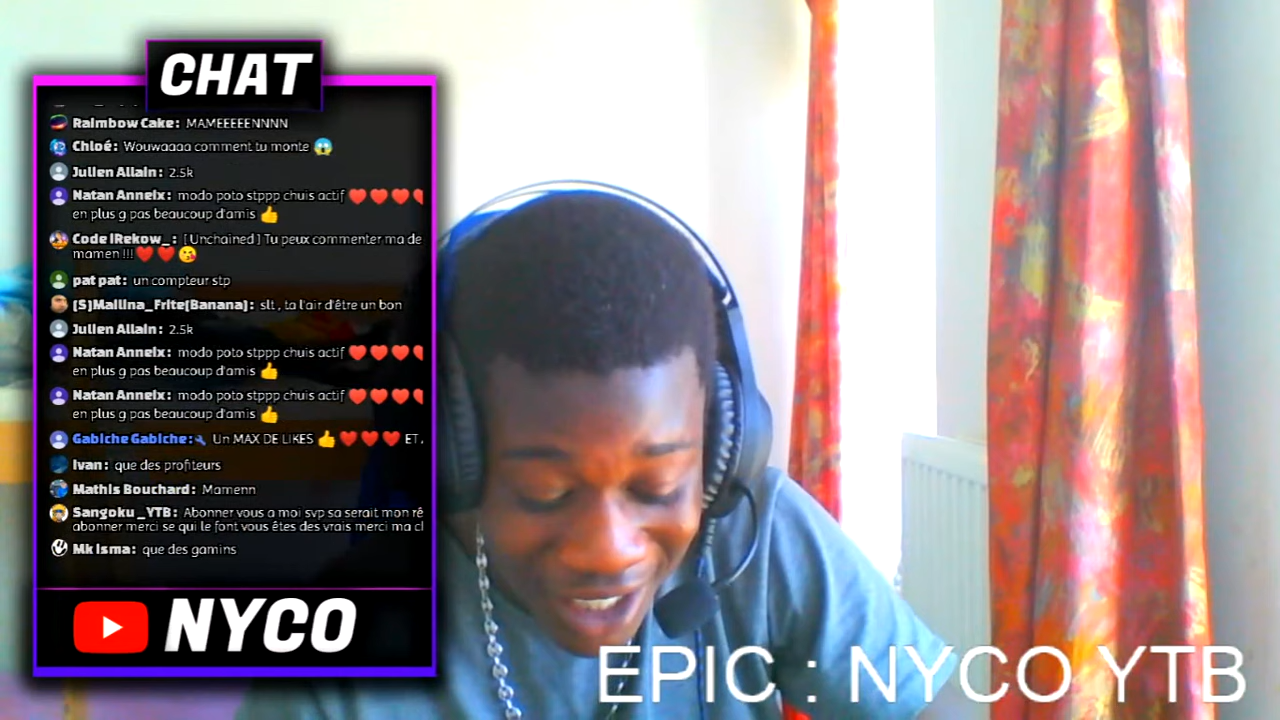 CHAT
Raimbow Cake: MAMEEEEENNNN
Chloé: Wouwaaaa comment tu monte 😱
Julien Allain: 2.5k
Natan Anneix: modo poto stppp chuis actif ❤️❤️❤️
en plus g pas beaucoup d'amis 👍
Code IRekow_: [Unchained] Tu peux commenter ma de
mamen !!!❤️❤️😘
pat pat: un compteur stp
(S)Mallina_Frite(Banana): slt , ta l'air d'être un bon
Julien Allain: 2.5k
Natan Anneix: modo poto stppp chuis actif ❤️❤️❤️
en plus g pas beaucoup d'amis 👍
Natan Anneix: modo poto stppp chuis actif ❤️❤️❤️
en plus g pas beaucoup d'amis 👍
Gabiche Gabiche:🔧 Un MAX DE LIKES 👍❤️❤️❤️ ET
Ivan: que des profiteurs
Mathis Bouchard: Mamenn
Sangoku_YTB: Abonner vous a moi svp sa serait mon rê
abonner merci se qui le font vous êtes des vrais merci ma c
Mk Isma: que des gamins
NYCO
EPIC : NYCO YTB